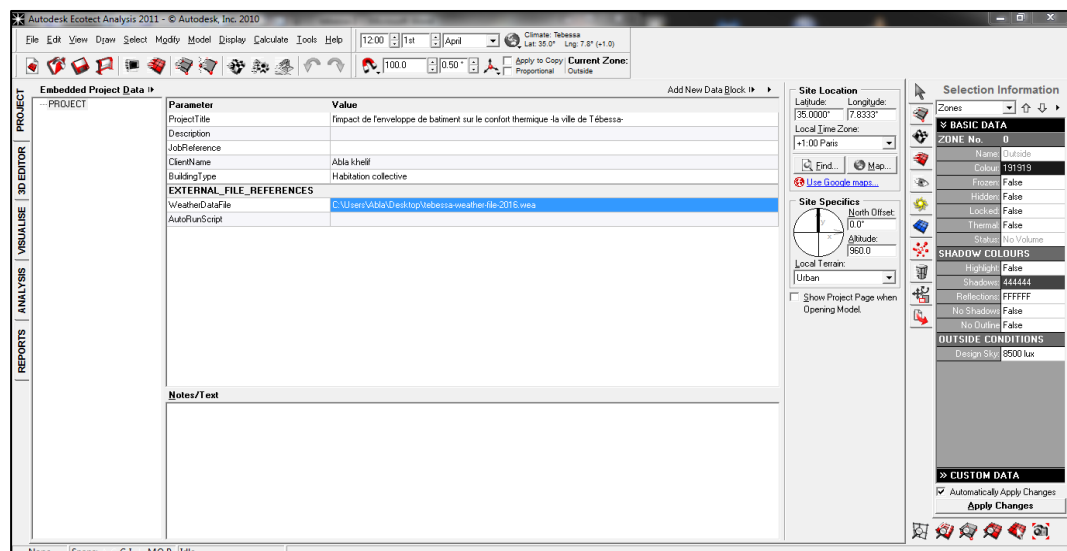 Autodesk Ecotect Analysis 2011 - © Autodesk, Inc. 2010
File Edit View Draw Select Modify Model Display Calculate Tools Help
12:00 1st April
Climate: Tebessa
Lat: 35.0° Lng: 7.8° (+1.0)
100.0 0.50 °
Apply to Copy
Proportional
Current Zone:
Outside
PROJECT
3D EDITOR
VISUALISE
ANALYSIS
REPORTS
Embedded Project Data
Add New Data Block
PROJECT
Parameter Value
ProjectTitle l'impact de l'enveloppe de batiment sur le confort thermique -la ville de Tébessa-
Description
JobReference
ClientName Abla khelif
BuildingType Habitation collective
EXTERNAL_FILE_REFERENCES
WeatherDataFile C:\Users\Abla\Desktop\tebessa-weather-file-2016.wea
AutoRunScript
Notes/Text
Site Location
Latitude: Longitude:
35.0000° 7.8333°
Local Time Zone:
+1:00 Paris
Find... Map...
Use Google maps...
Site Specifics
North Offset:
0.0°
Altitude:
960.0
Local Terrain:
Urban
Show Project Page when
Opening Model.
Selection Information
Zones
BASIC DATA
ZONE No. 0
Name: Outside
Colour: 191919
Frozen: False
Hidden: False
Locked: False
Thermal: False
Status: No Volume
SHADOW COLOURS
Highlight: False
Shadows: 444444
Reflections: FFFFFF
No Shadows: False
No Outline: False
OUTSIDE CONDITIONS
Design Sky: 8500 lux
CUSTOM DATA
Automatically Apply Changes
Apply Changes